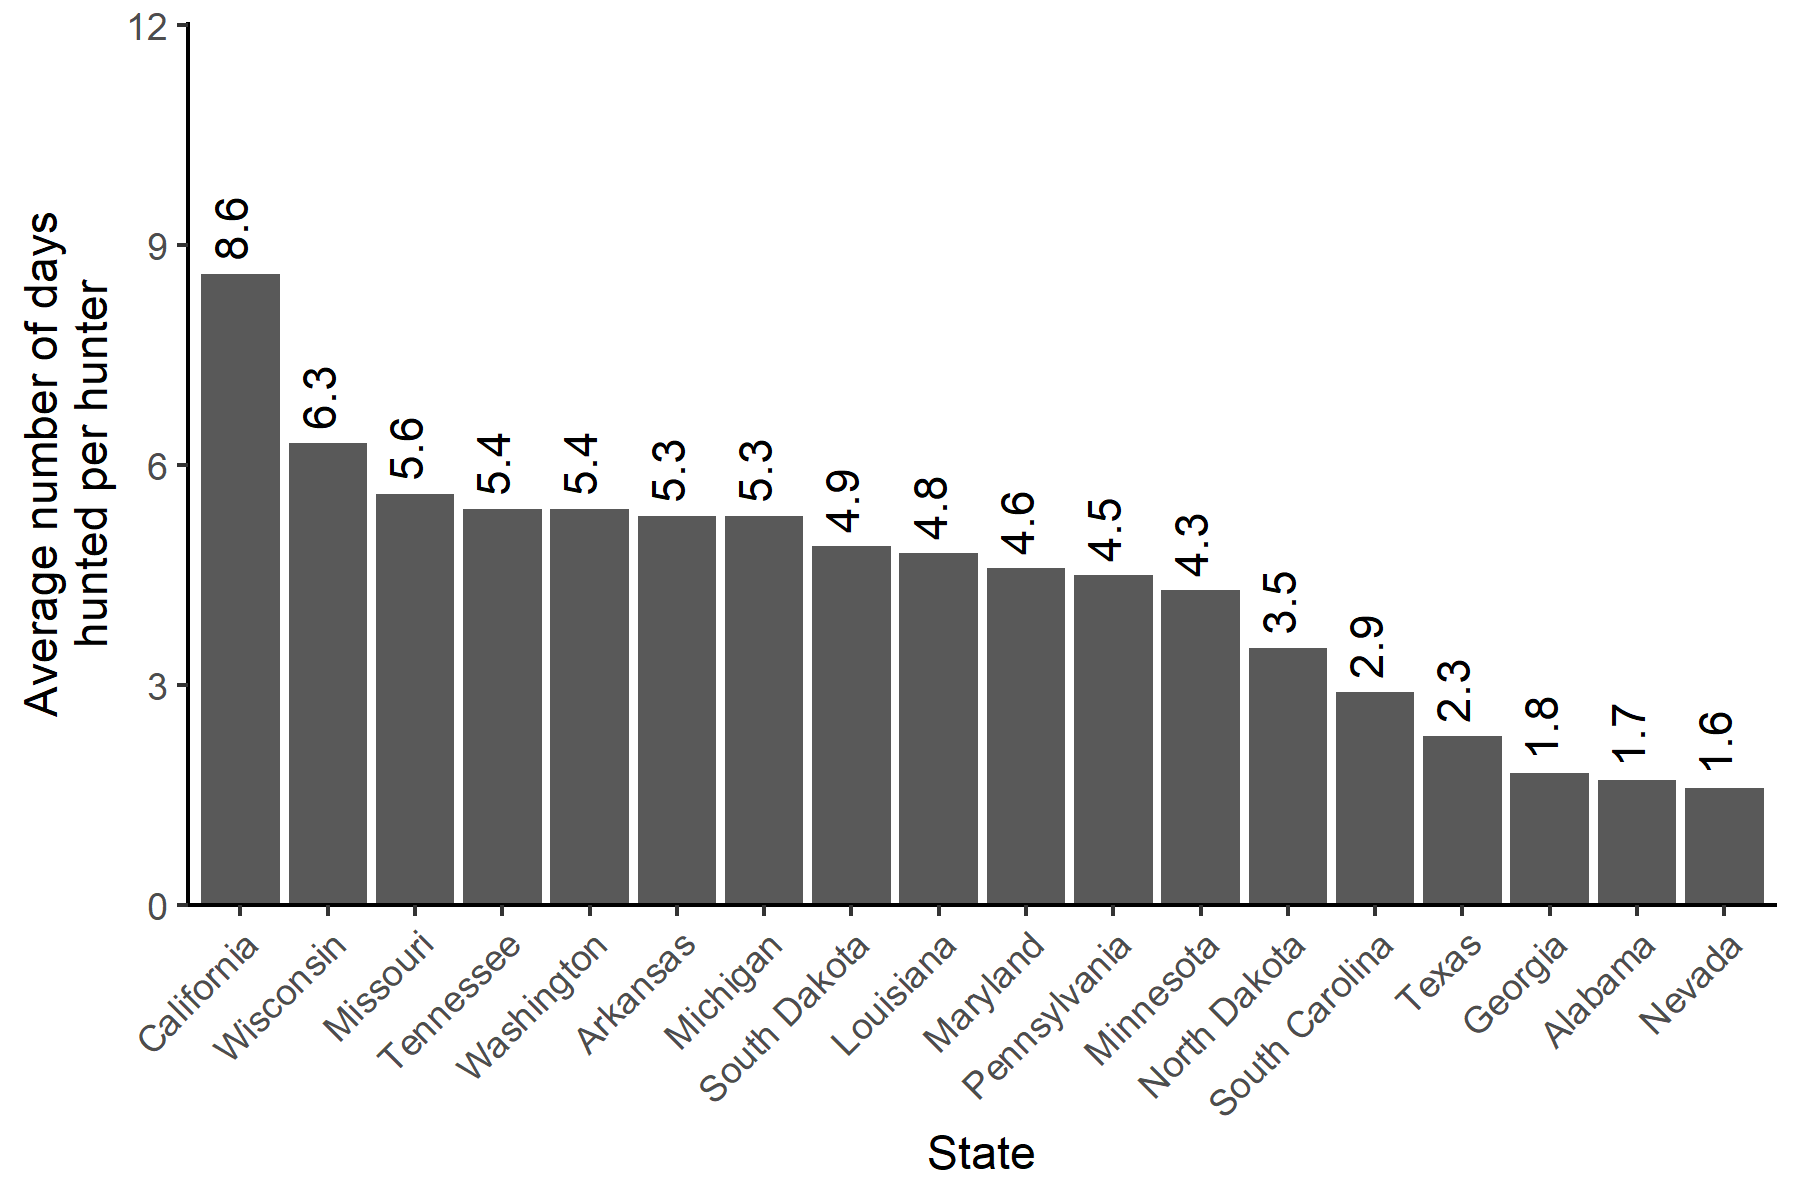 Average number of days
hunted per hunter
12
9
6
3
0
8.6
6.3
5.6
5.4
5.4
5.3
5.3
4.9
4.8
4.6
4.5
4.3
3.5
2.9
2.3
1.8
1.7
1.6
California
Wisconsin
Missouri
Tennessee
Washington
Arkansas
Michigan
South Dakota
Louisiana
Maryland
Pennsylvania
Minnesota
North Dakota
South Carolina
Texas
Georgia
Alabama
Nevada
State